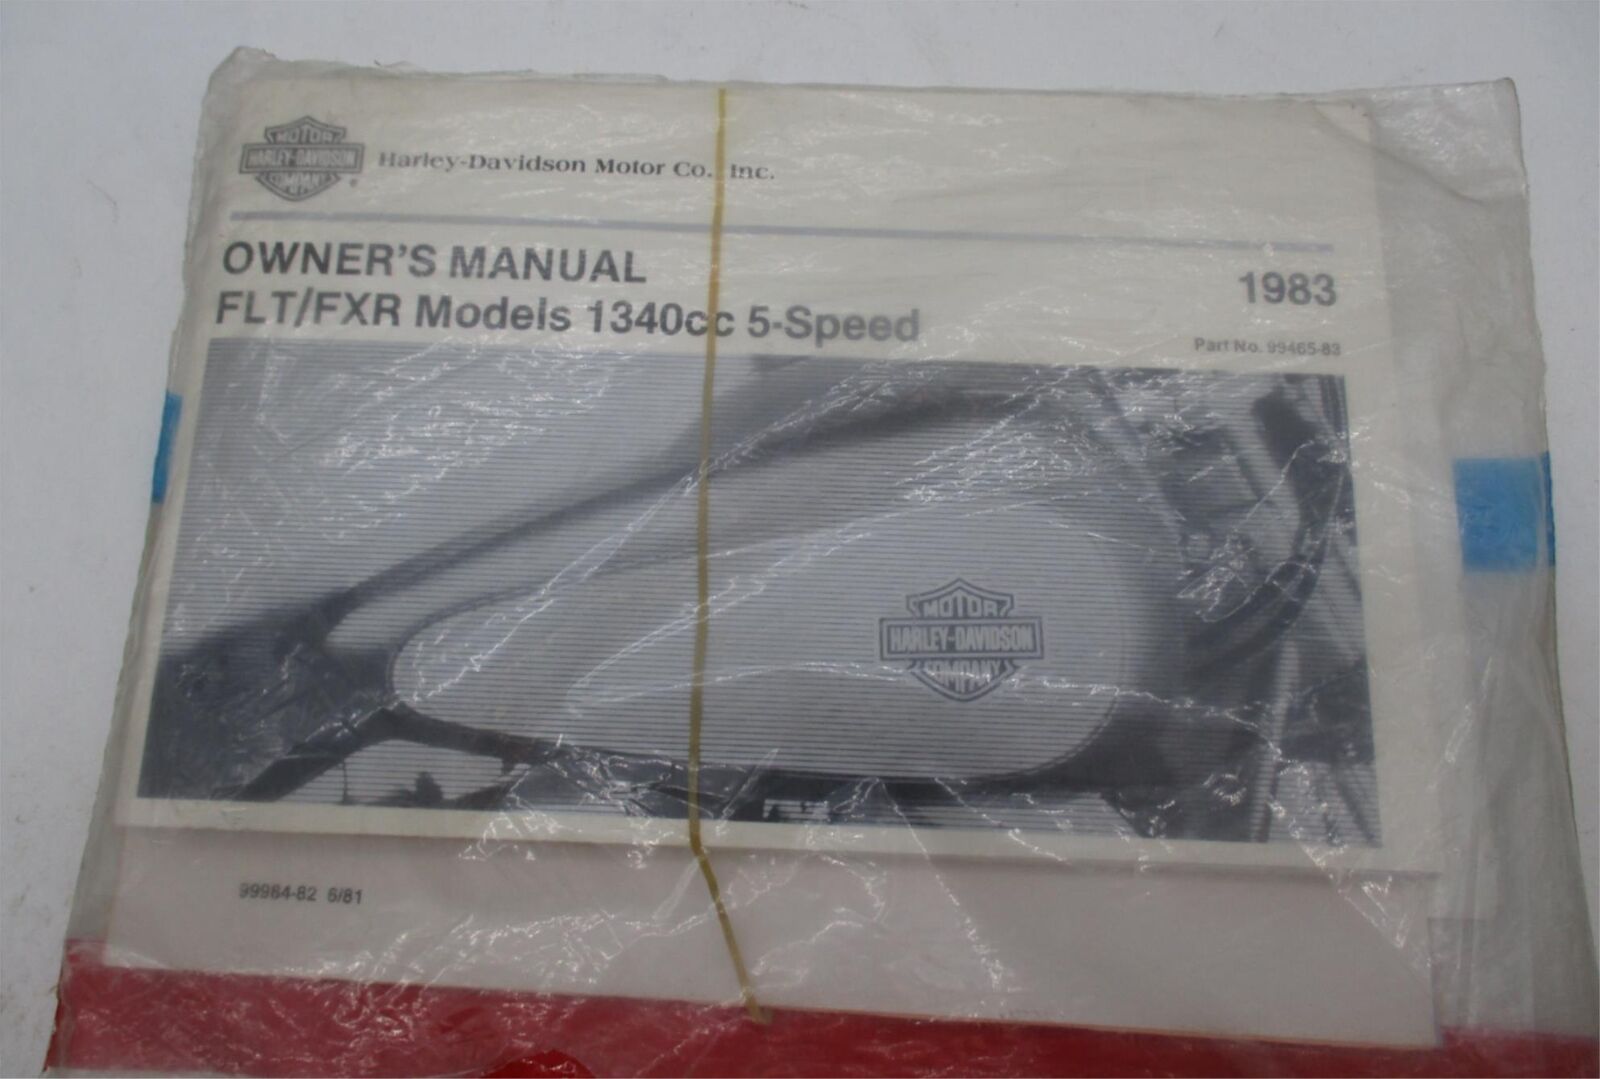 MOTOR
HARLEY-DAVIDSON
COMPANY
®
Harley-Davidson Motor Co., Inc.
OWNER'S MANUAL
FLT/FXR Models 1340cc 5-Speed
1983
Part No. 99465-83
MOTOR
HARLEY-DAVIDSON
COMPANY
99984-82 6/81